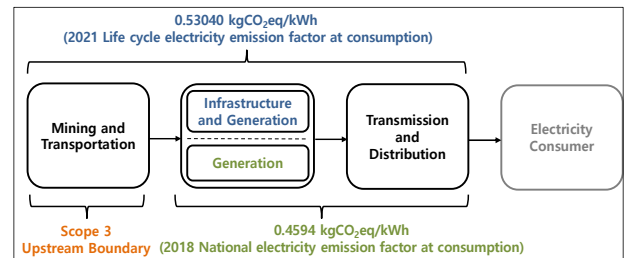 0.53040 kgCO₂eq/kWh
(2021 Life cycle electricity emission factor at consumption)
Mining and
Transportation
Infrastructure
and Generation
Generation
Transmission
and
Distribution
Electricity
Consumer
Scope 3
Upstream Boundary
0.4594 kgCO₂eq/kWh
(2018 National electricity emission factor at consumption)